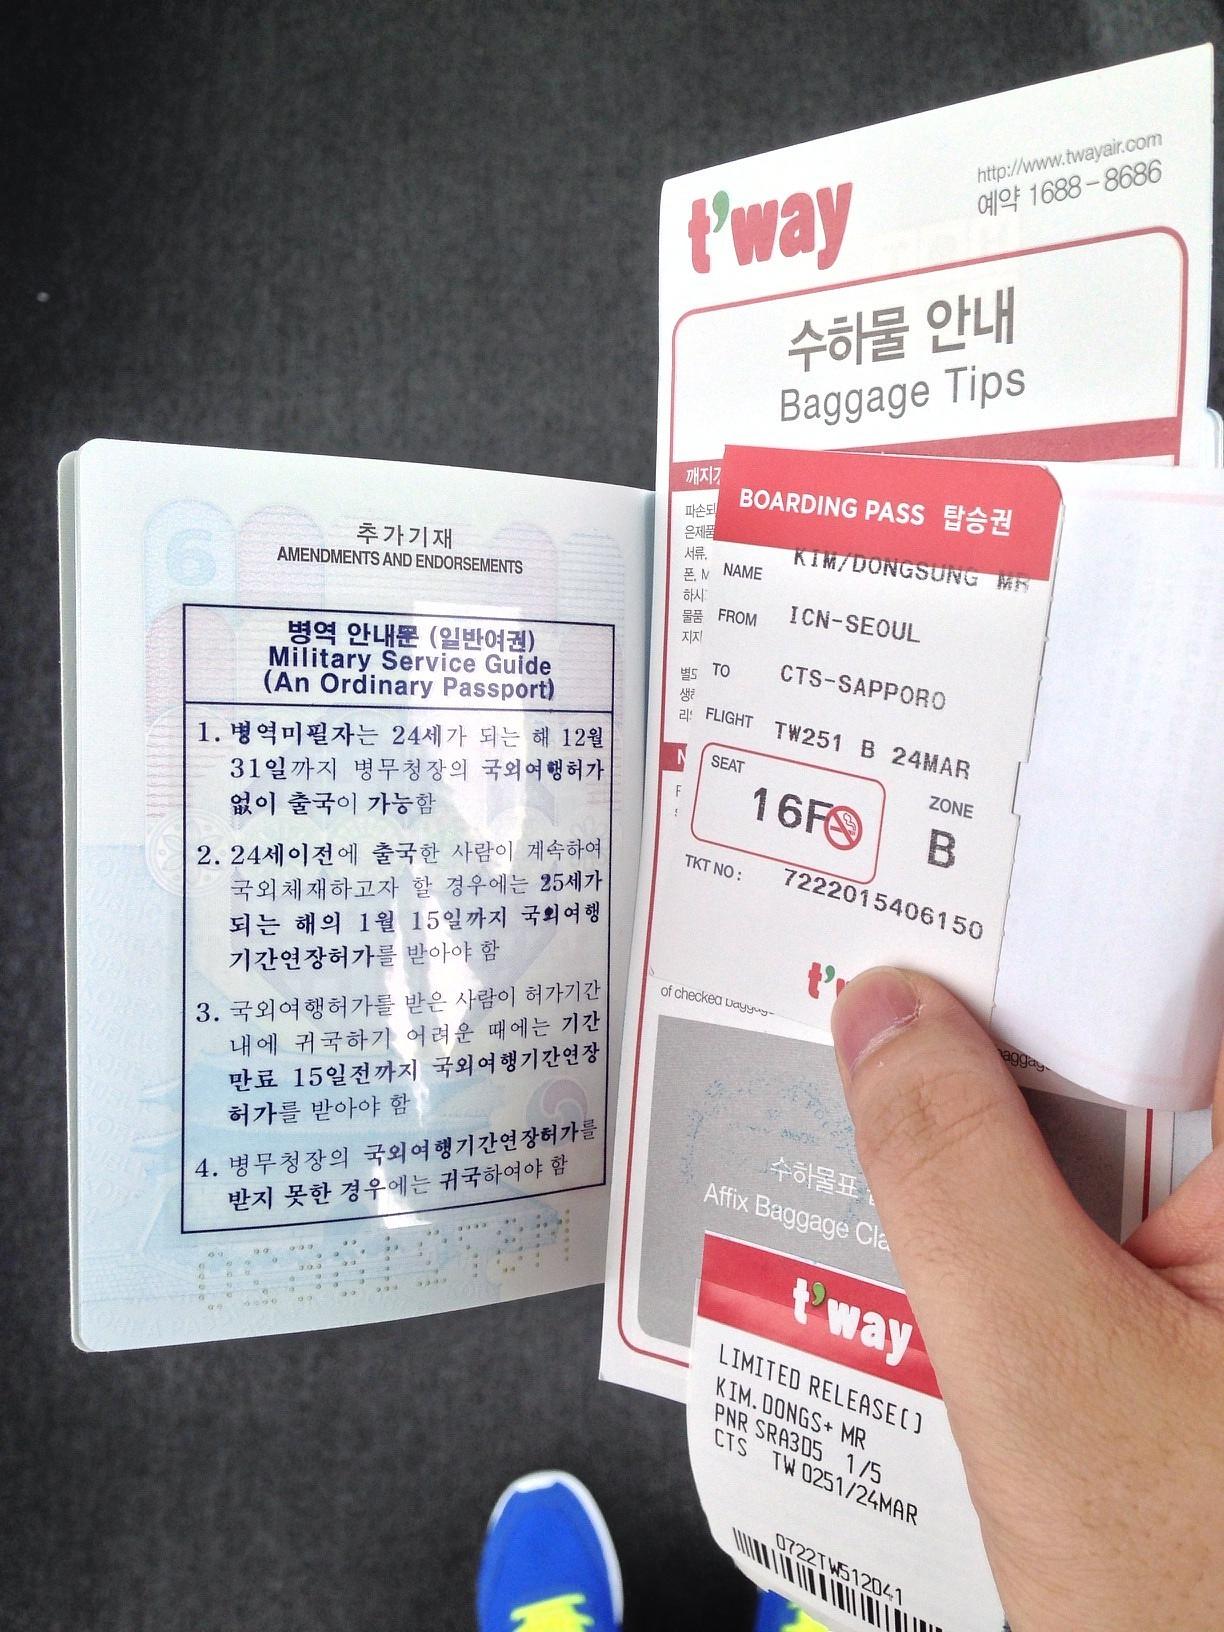 추가기재
AMENDMENTS AND ENDORSEMENTS
병역 안내문 (일반여권)
Military Service Guide
(An Ordinary Passport)
1. 병역미필자는 24세가 되는 해 12월
31일까지 병무청장의 국외여행허가
없이 출국이 가능함
2. 24세이전에 출국한 사람이 계속하여
국외체재하고자 할 경우에는 25세가
되는 해의 1월 15일까지 국외여행
기간연장허가를 받아야 함
3. 국외여행허가를 받은 사람이 허가기간
내에 귀국하기 어려운 때에는 기간
만료 15일전까지 국외여행기간연장
허가를 받아야 함
4. 병무청장의 국외여행기간연장허가를
받지 못한 경우에는 귀국하여야 함
t'way
http://www.twayair.com
예약 1688-8686
수하물 안내
Baggage Tips
BOARDING PASS 탑승권
NAME KIM/DONGSUNG MR
FROM ICN-SEOUL
TO CTS-SAPPORO
FLIGHT TW251 B 24MAR
SEAT
16F
ZONE
B
TKT NO: 7222015406150
of checked baggage
수하물표
Affix Baggage
t'way
LIMITED RELEASE()
KIM.DONGS+ MR
PNR SRA3D5 1/5
CTS TW 0251/24MAR
0722TW512041